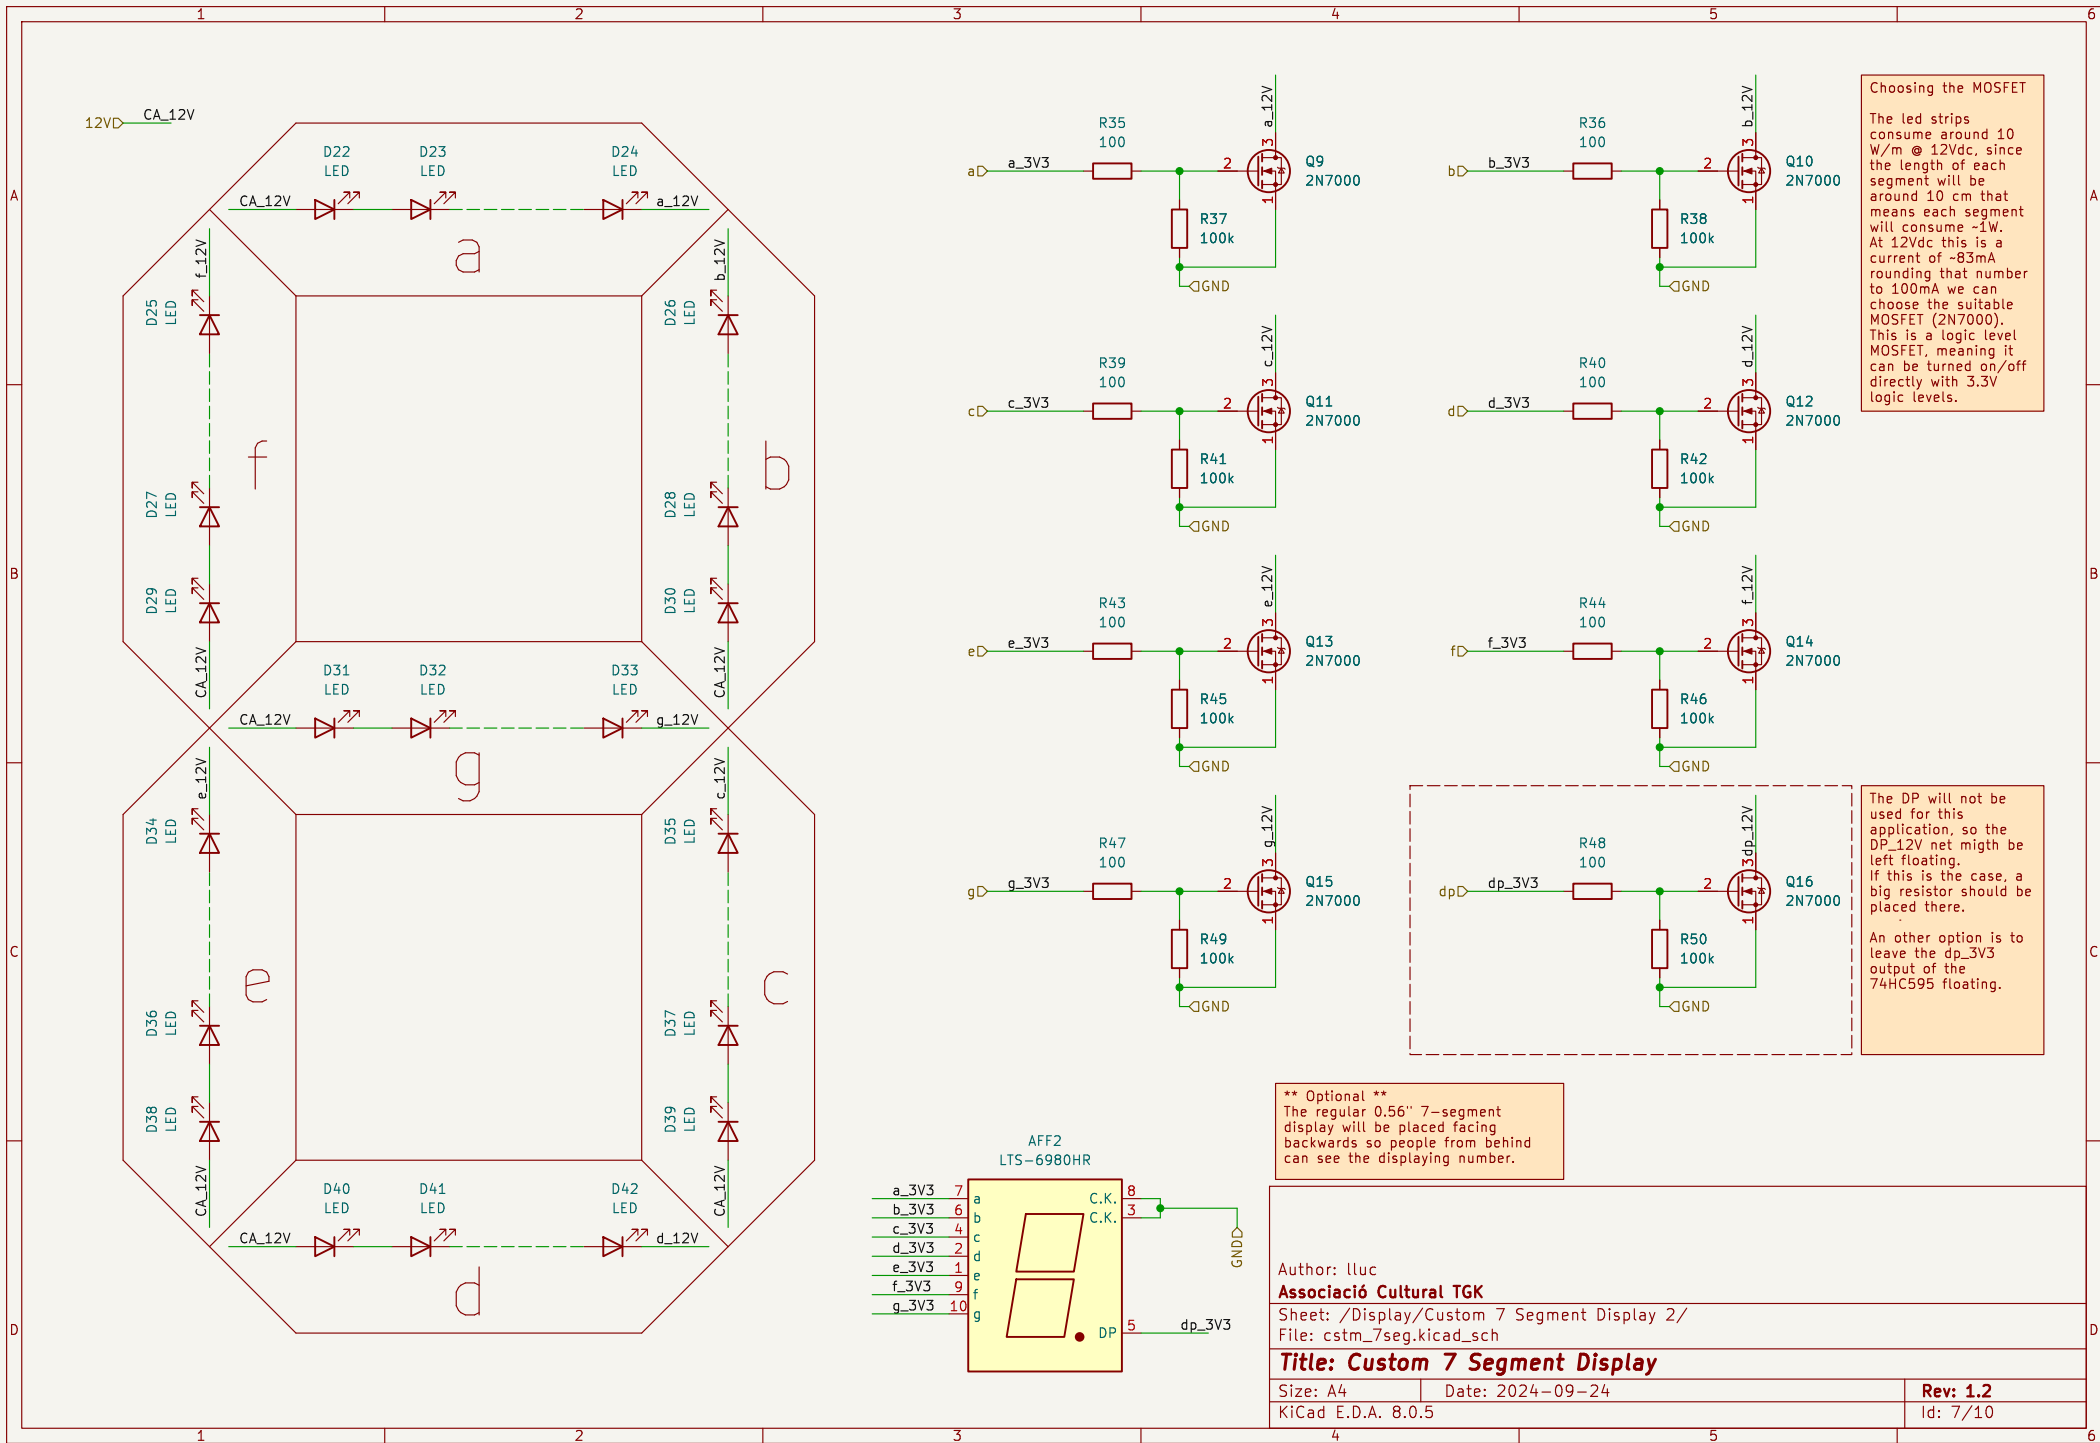 1 2 3 4 5 6
A
B
C
D
A
B
C
D
12V CA_12V
D22 D23 D24
LED LED LED
CA_12V a_12V
a
f_12V b_12V
D25 LED D26 LED
f b
D27 LED D28 LED
D29 LED D30 LED
CA_12V CA_12V
D31 D32 D33
LED LED LED
CA_12V g_12V
g
e_12V c_12V
D34 LED D35 LED
e c
D36 LED D37 LED
D38 LED D39 LED
CA_12V CA_12V
D40 D41 D42
LED LED LED
CA_12V d_12V
d
a_12V
R35
100
a a_3V3 2 3 1
Q9
2N7000
R37
100k
GND
b_12V
R36
100
b b_3V3 2 3 1
Q10
2N7000
R38
100k
GND
c_12V
R39
100
c c_3V3 2 3 1
Q11
2N7000
R41
100k
GND
d_12V
R40
100
d d_3V3 2 3 1
Q12
2N7000
R42
100k
GND
e_12V
R43
100
e e_3V3 2 3 1
Q13
2N7000
R45
100k
GND
f_12V
R44
100
f f_3V3 2 3 1
Q14
2N7000
R46
100k
GND
g_12V
R47
100
g g_3V3 2 3 1
Q15
2N7000
R49
100k
GND
dp_12V
R48
100
dp dp_3V3 2 3 1
Q16
2N7000
R50
100k
GND
Choosing the MOSFET
The led strips
consume around 10
W/m @ 12Vdc, since
the length of each
segment will be
around 10 cm that
means each segment
will consume ~1W.
At 12Vdc this is a
current of ~83mA
rounding that number
to 100mA we can
choose the suitable
MOSFET (2N7000).
This is a logic level
MOSFET, meaning it
can be turned on/off
directly with 3.3V
logic levels.
The DP will not be
used for this
application, so the
DP_12V net migth be
left floating.
If this is the case, a
big resistor should be
placed there.
.
An other option is to
leave the dp_3V3
output of the
74HC595 floating.
** Optional **
The regular 0.56" 7-segment
display will be placed facing
backwards so people from behind
can see the displaying number.
AFF2
LTS-6980HR
a_3V3 7 a C.K. 8
b_3V3 6 b C.K. 3
c_3V3 4 c
d_3V3 2 d
e_3V3 1 e
f_3V3 9 f
g_3V3 10 g
DP 5 dp_3V3
GND
Author: lluc
Associació Cultural TGK
Sheet: /Display/Custom 7 Segment Display 2/
File: cstm_7seg.kicad_sch
Title: Custom 7 Segment Display
Size: A4 Date: 2024-09-24 Rev: 1.2
KiCad E.D.A. 8.0.5 Id: 7/10
1 2 3 4 5 6